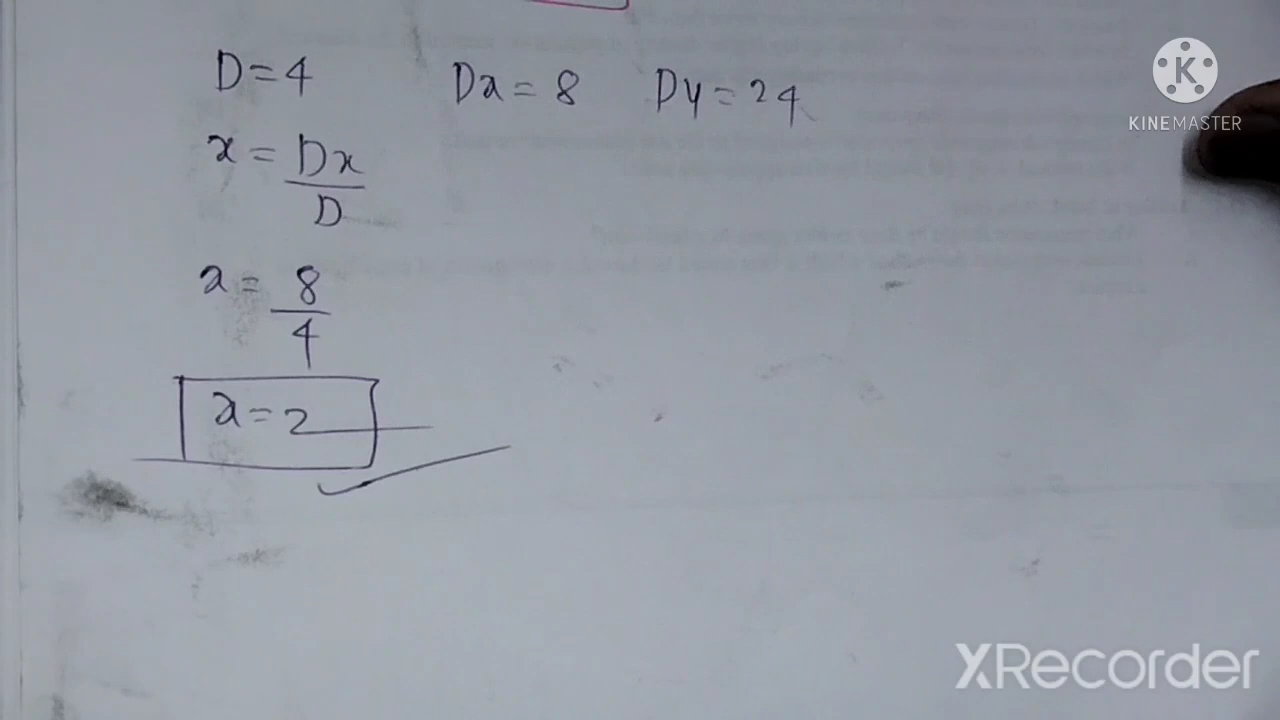 D=4 Dx=8 Dy=24
x = Dx/D
x = 8/4
x=2
KINEMASTER
XRecorder